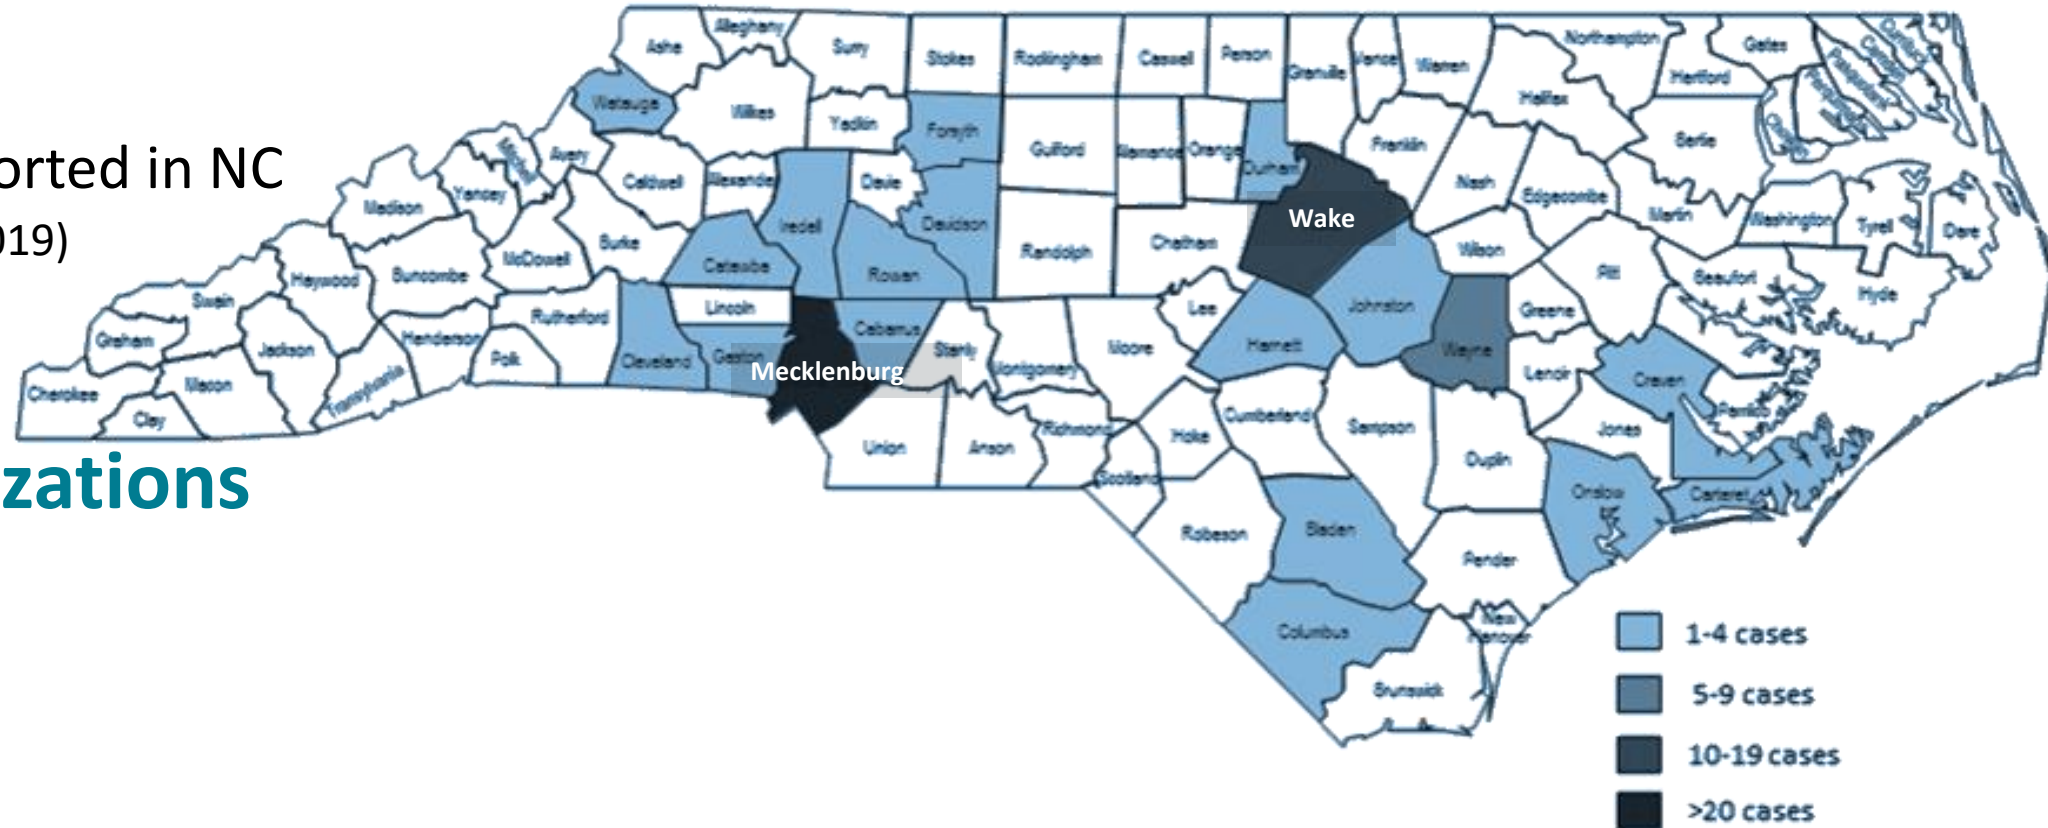 orted in NC
019)
zations
Ashe
Alleghany
Surry
Stokes
Rockingham
Caswell
Person
Granville
Vance
Warren
Northampton
Gates
Hertford
Halifax
Watauga
Wilkes
Yadkin
Forsyth
Guilford
Alamance
Orange
Durham
Franklin
Bertie
Mitchell
Avery
Caldwell
Alexander
Iredell
Davie
Davidson
Wake
Nash
Edgecombe
Martin
Washington
Tyrell
Dare
Madison
Yancey
McDowell
Burke
Catawba
Rowan
Randolph
Chatham
Wilson
Pitt
Beaufort
Hyde
Swain
Haywood
Buncombe
Rutherford
Lincoln
Cabarrus
Lee
Johnston
Greene
Graham
Jackson
Henderson
Polk
Cleveland
Gaston
Mecklenburg
Stanly
Montgomery
Moore
Harnett
Wayne
Lenoir
Craven
Cherokee
Macon
Clay
Transylvania
Union
Anson
Richmond
Hoke
Cumberland
Sampson
Duplin
Jones
Pamlico
Scotland
Robeson
Bladen
Pender
Onslow
Carteret
Columbus
Brunswick
New
Hanover
1-4 cases
5-9 cases
10-19 cases
>20 cases